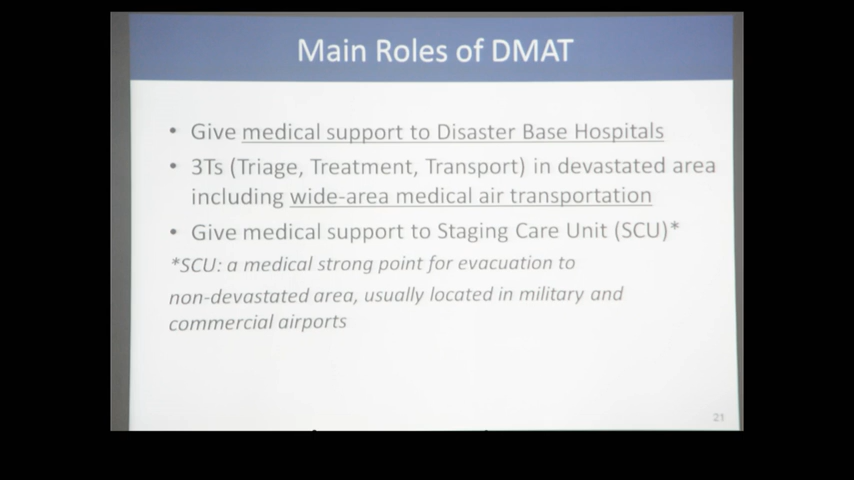 Main Roles of DMAT
• Give medical support to Disaster Base Hospitals
• 3Ts (Triage, Treatment, Transport) in devastated area
including wide-area medical air transportation
• Give medical support to Staging Care Unit (SCU)*
*SCU: a medical strong point for evacuation to
non-devastated area, usually located in military and
commercial airports
21